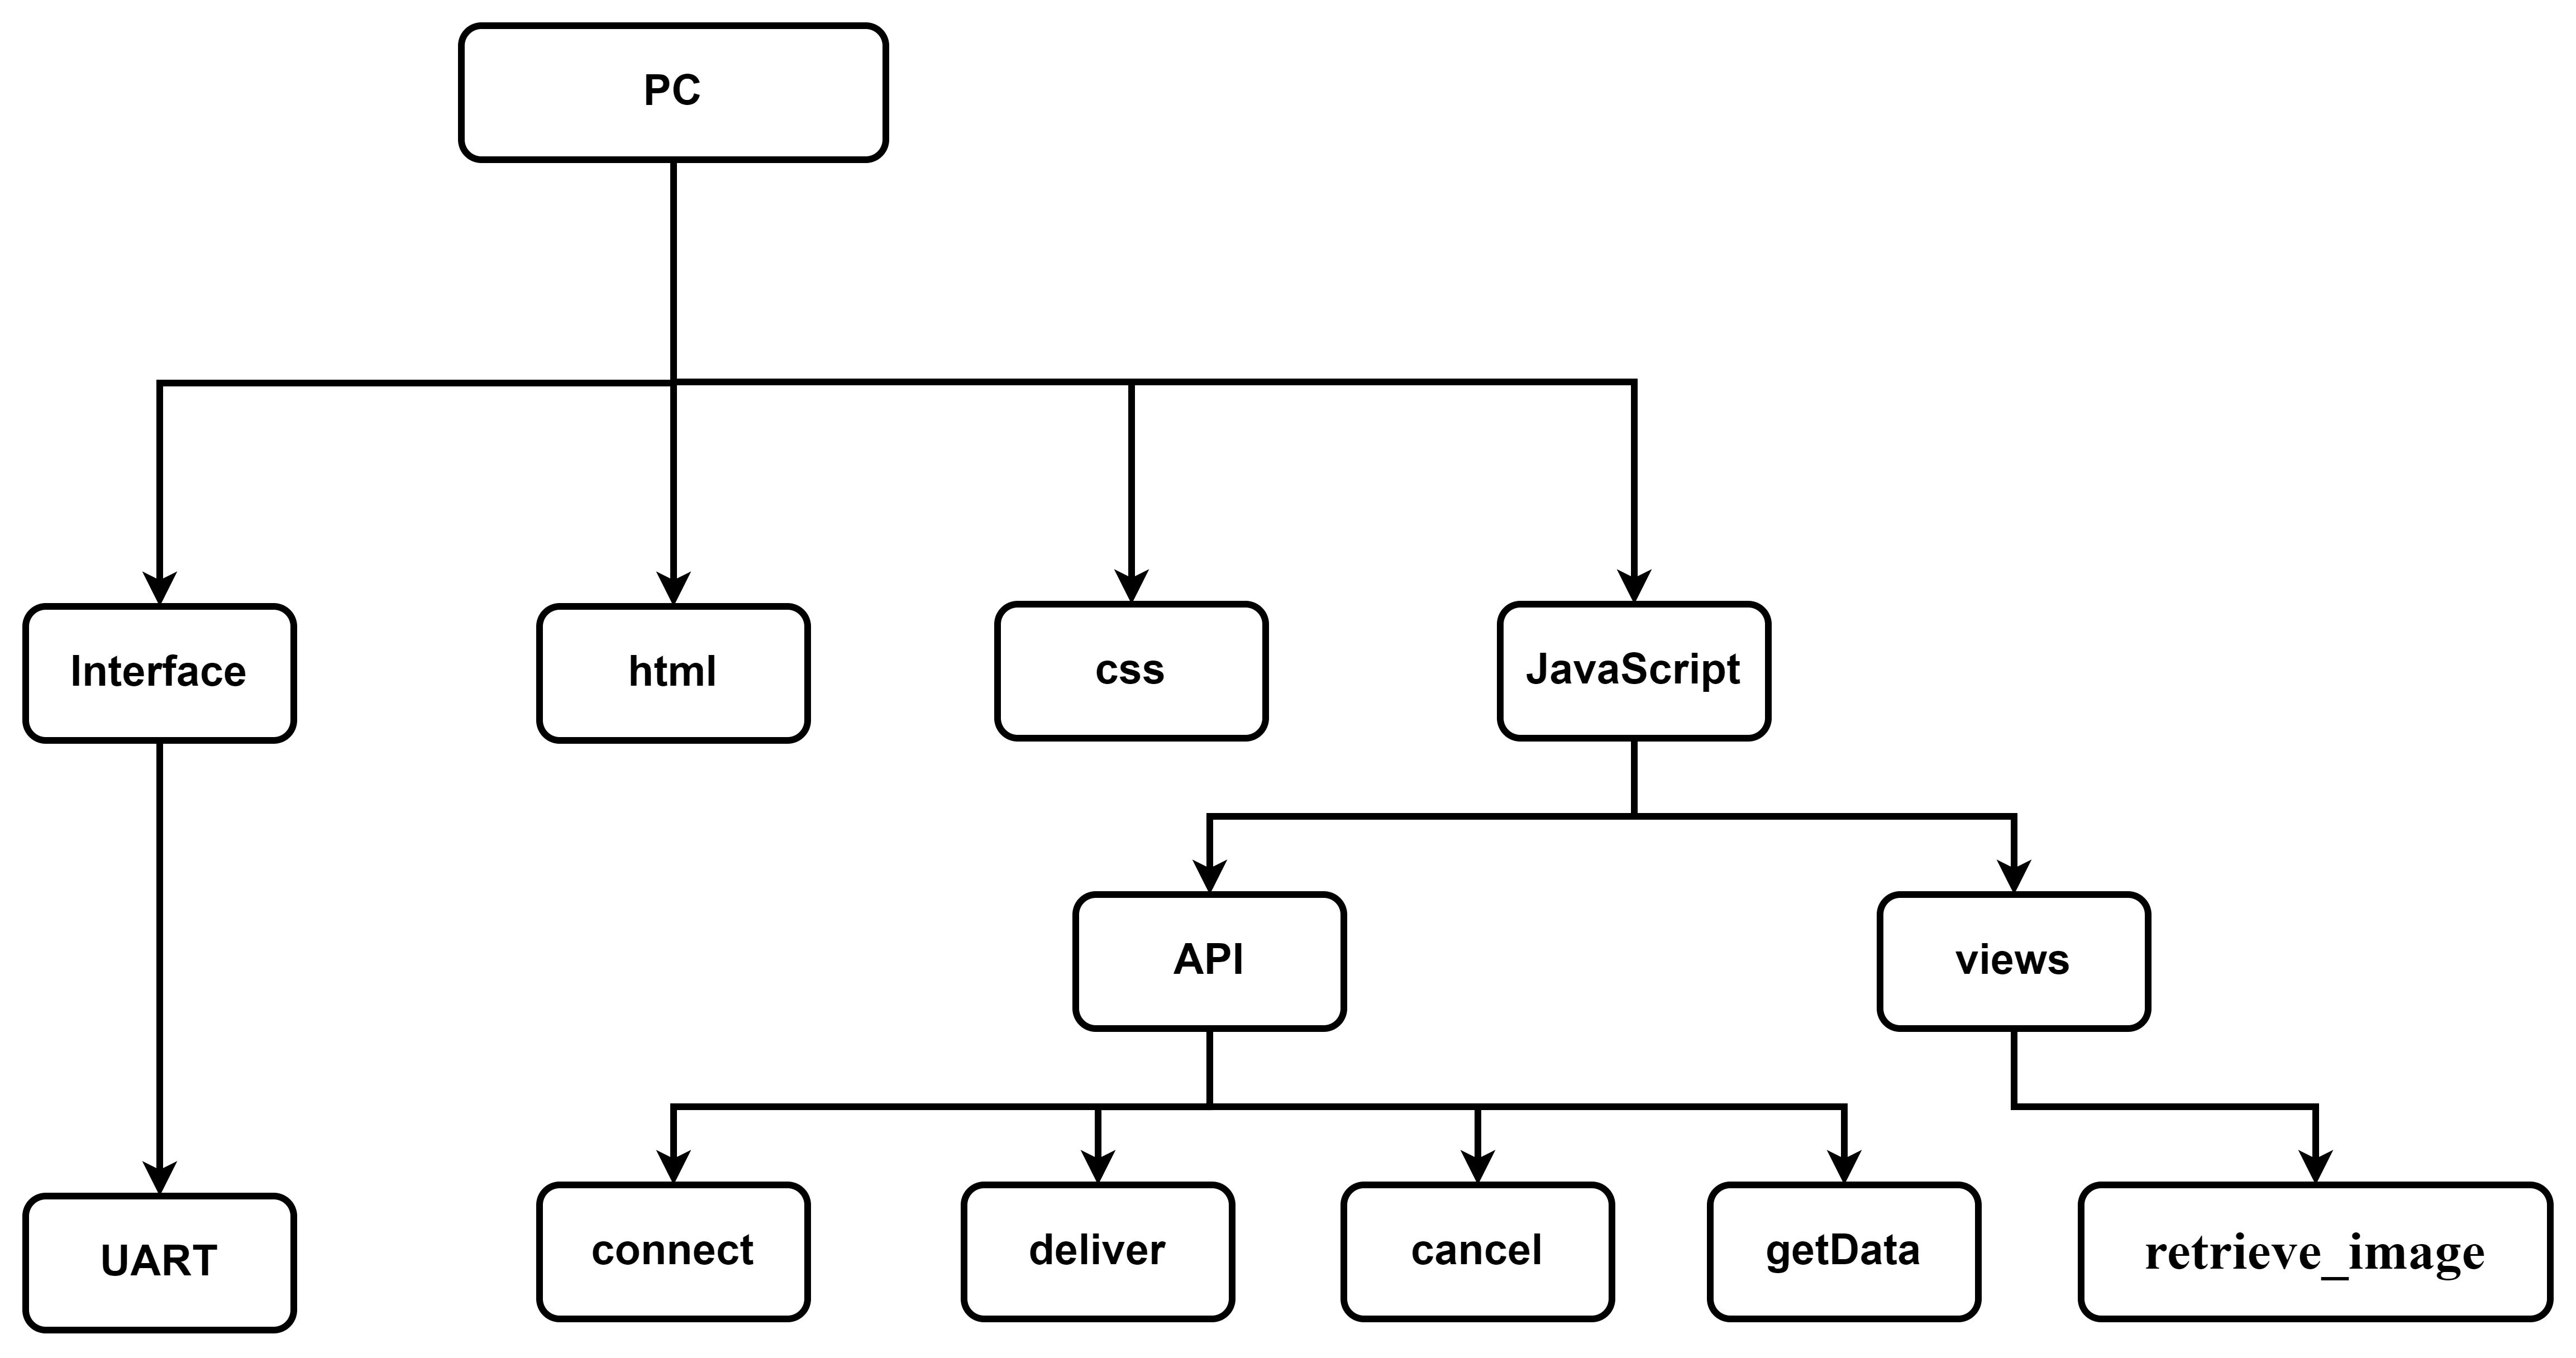 PC
Interface
html
css
JavaScript
API
views
UART
connect
deliver
cancel
getData
retrieve_image